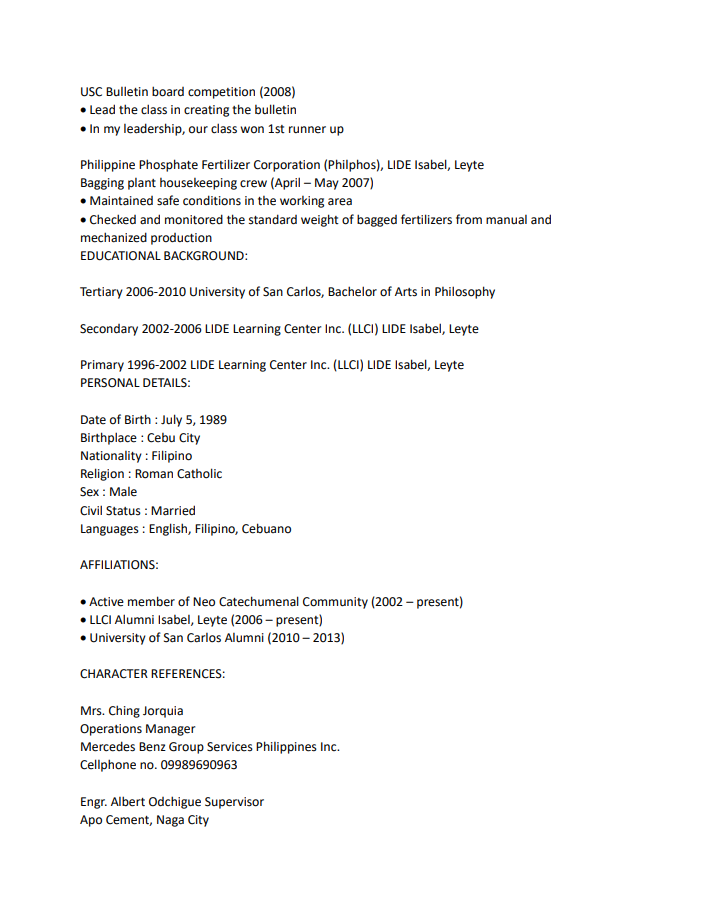 USC Bulletin board competition (2008)
• Lead the class in creating the bulletin
• In my leadership, our class won 1st runner up
Philippine Phosphate Fertilizer Corporation (Philphos), LIDE Isabel, Leyte
Bagging plant housekeeping crew (April – May 2007)
• Maintained safe conditions in the working area
• Checked and monitored the standard weight of bagged fertilizers from manual and
mechanized production
EDUCATIONAL BACKGROUND:
Tertiary 2006-2010 University of San Carlos, Bachelor of Arts in Philosophy
Secondary 2002-2006 LIDE Learning Center Inc. (LLCI) LIDE Isabel, Leyte
Primary 1996-2002 LIDE Learning Center Inc. (LLCI) LIDE Isabel, Leyte
PERSONAL DETAILS:
Date of Birth : July 5, 1989
Birthplace : Cebu City
Nationality : Filipino
Religion : Roman Catholic
Sex : Male
Civil Status : Married
Languages : English, Filipino, Cebuano
AFFILIATIONS:
• Active member of Neo Catechumenal Community (2002 – present)
• LLCI Alumni Isabel, Leyte (2006 – present)
• University of San Carlos Alumni (2010 – 2013)
CHARACTER REFERENCES:
Mrs. Ching Jorquia
Operations Manager
Mercedes Benz Group Services Philippines Inc.
Cellphone no. 09989690963
Engr. Albert Odchigue Supervisor
Apo Cement, Naga City